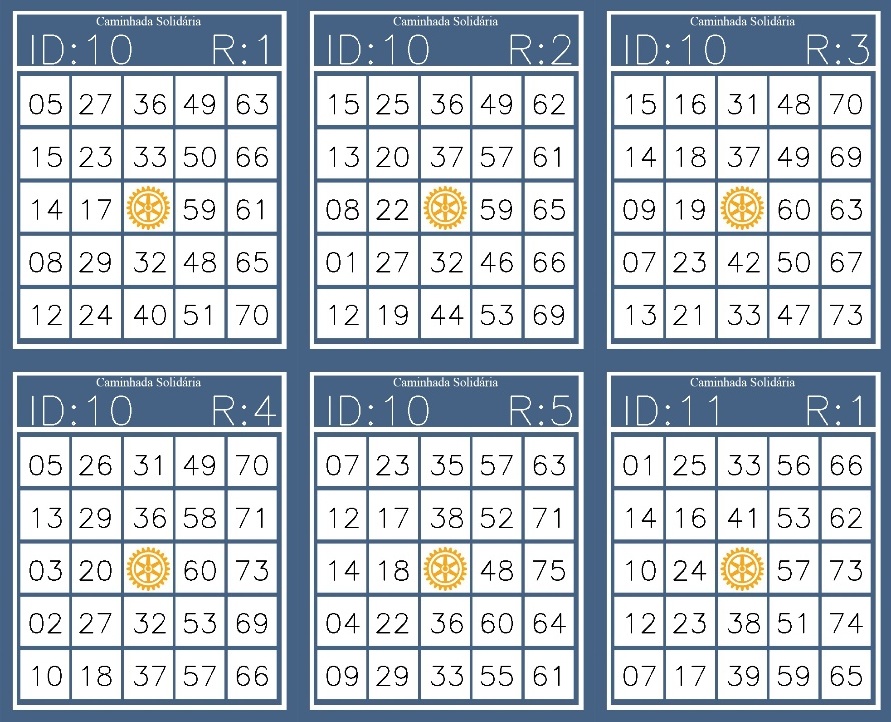 Caminhada Solidária
ID:10 R:1
05 27 36 49 63
15 23 33 50 66
14 17 59 61
08 29 32 48 65
12 24 40 51 70
Caminhada Solidária
ID:10 R:2
15 25 36 49 62
13 20 37 57 61
08 22 59 65
01 27 32 46 66
12 19 44 53 69
Caminhada Solidária
ID:10 R:3
15 16 31 48 70
14 18 37 49 69
09 19 60 63
07 23 42 50 67
13 21 33 47 73
Caminhada Solidária
ID:10 R:4
05 26 31 49 70
13 29 36 58 71
03 20 60 73
02 27 32 53 69
10 18 37 57 66
Caminhada Solidária
ID:10 R:5
07 23 35 57 63
12 17 38 52 71
14 18 48 75
04 22 36 60 64
09 29 33 55 61
Caminhada Solidária
ID:11 R:1
01 25 33 56 66
14 16 41 53 62
10 24 57 73
12 23 38 51 74
07 17 39 59 65